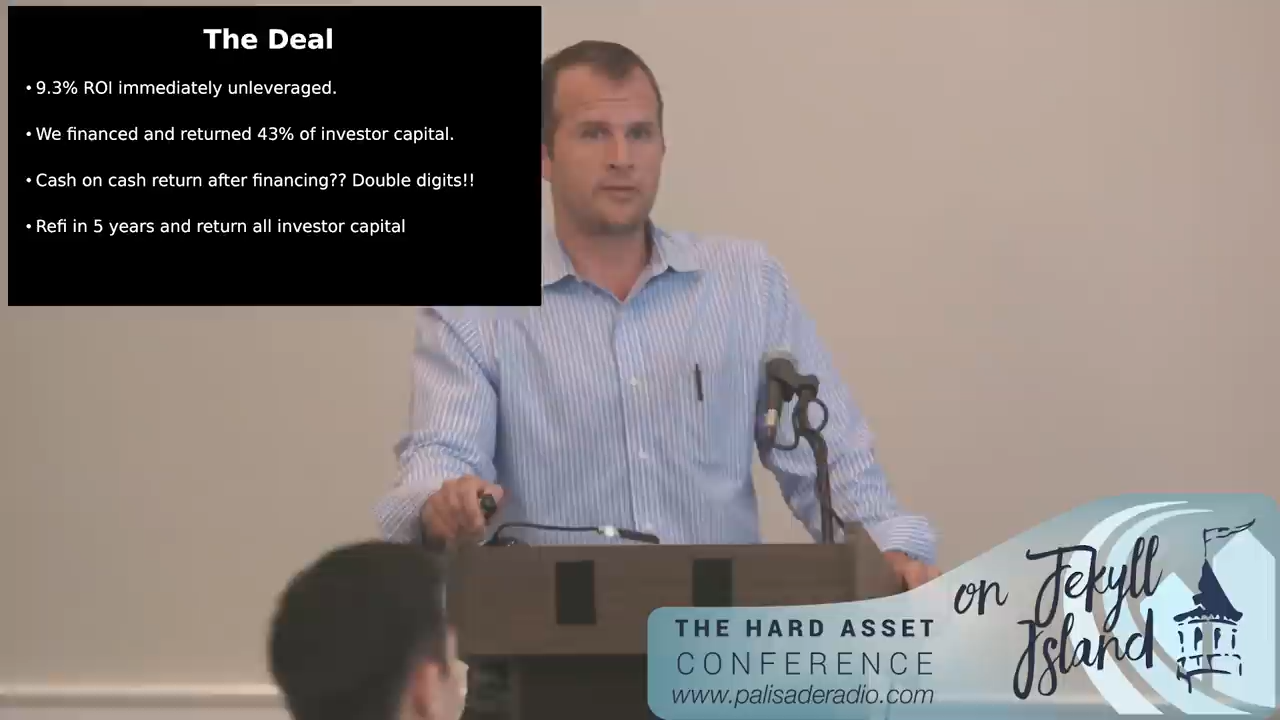 The Deal
• 9.3% ROI immediately unleveraged.
• We financed and returned 43% of investor capital.
• Cash on cash return after financing?? Double digits!!
• Refi in 5 years and return all investor capital
on Jekyll
Island
THE HARD ASSET
CONFERENCE
www.palisaderadio.com